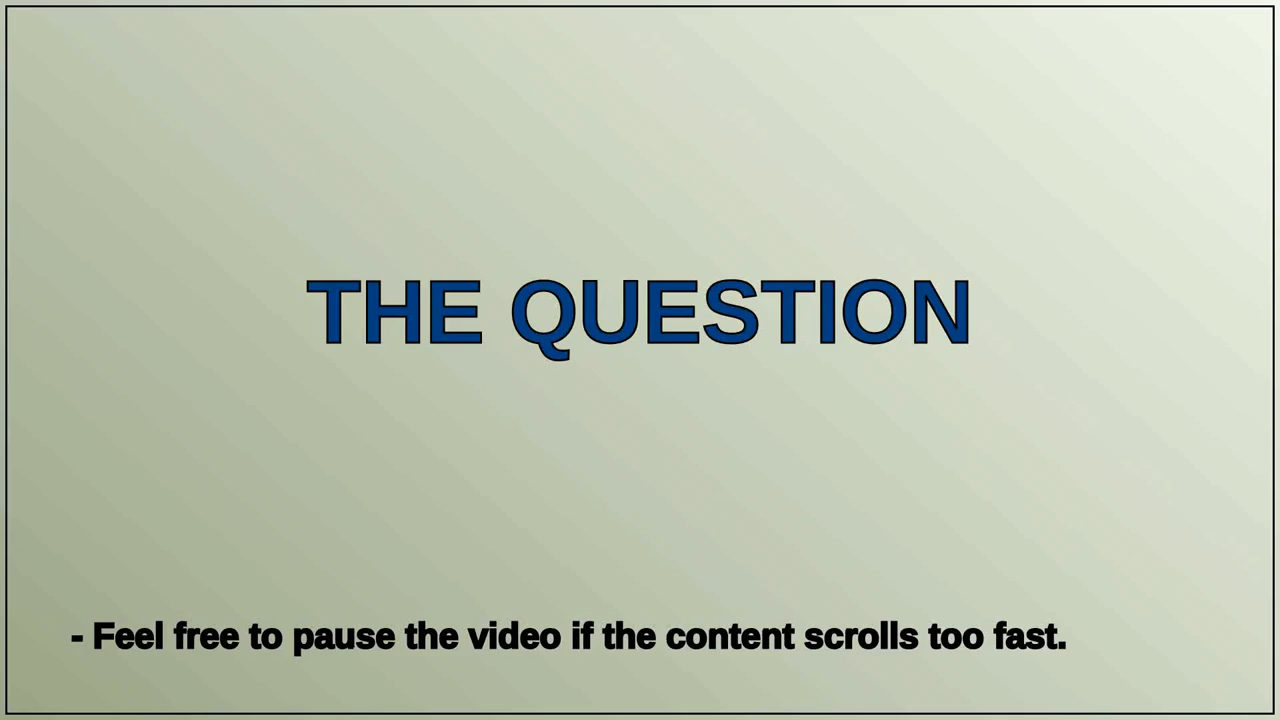 THE QUESTION
- Feel free to pause the video if the content scrolls too fast.